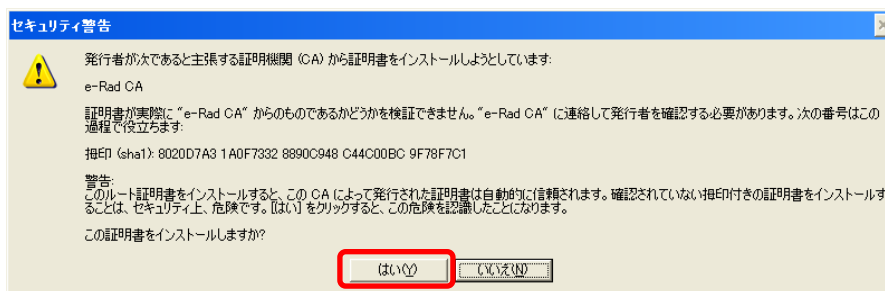 セキュリティ警告
発行者が次であると主張する証明機関 (CA) から証明書をインストールしようとしています:
e-Rad CA
証明書が実際に "e-Rad CA" からのものであるかどうかを検証できません。"e-Rad CA" に連絡して発行者を確認する必要があります。次の番号はこの
過程で役立ちます:
拇印 (sha1): 8020D7A3 1A0F7332 8890C948 C44C00BC 9F78F7C1
警告:
このルート証明書をインストールすると、この CA によって発行された証明書は自動的に信頼されます。確認されていない拇印付きの証明書をインストールす
ることは、セキュリティ上、危険です。[はい] をクリックすると、この危険を認識したことになります。
この証明書をインストールしますか?
はい(Y) いいえ(N)